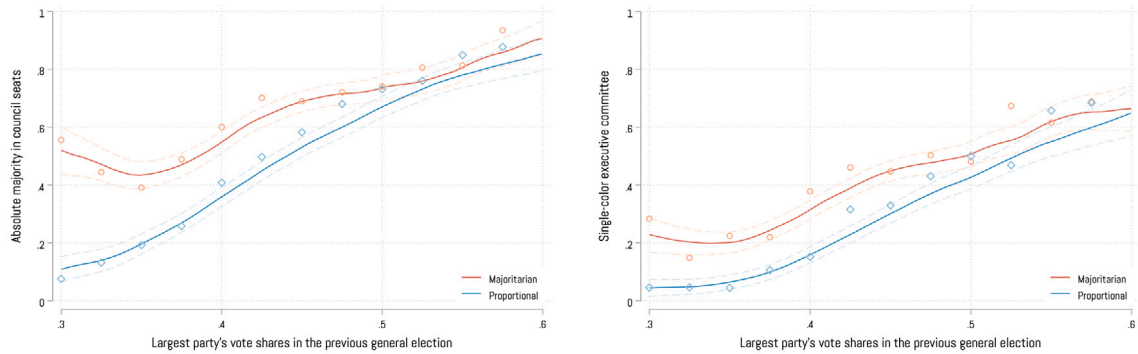 Absolute majority in council seats
1
.8
.6
.4
.2
0
Majoritarian
Proportional
.3
.4
.5
.6
Largest party's vote shares in the previous general election
Single-color executive committee
1
.8
.6
.4
.2
0
Majoritarian
Proportional
.3
.4
.5
.6
Largest party's vote shares in the previous general election